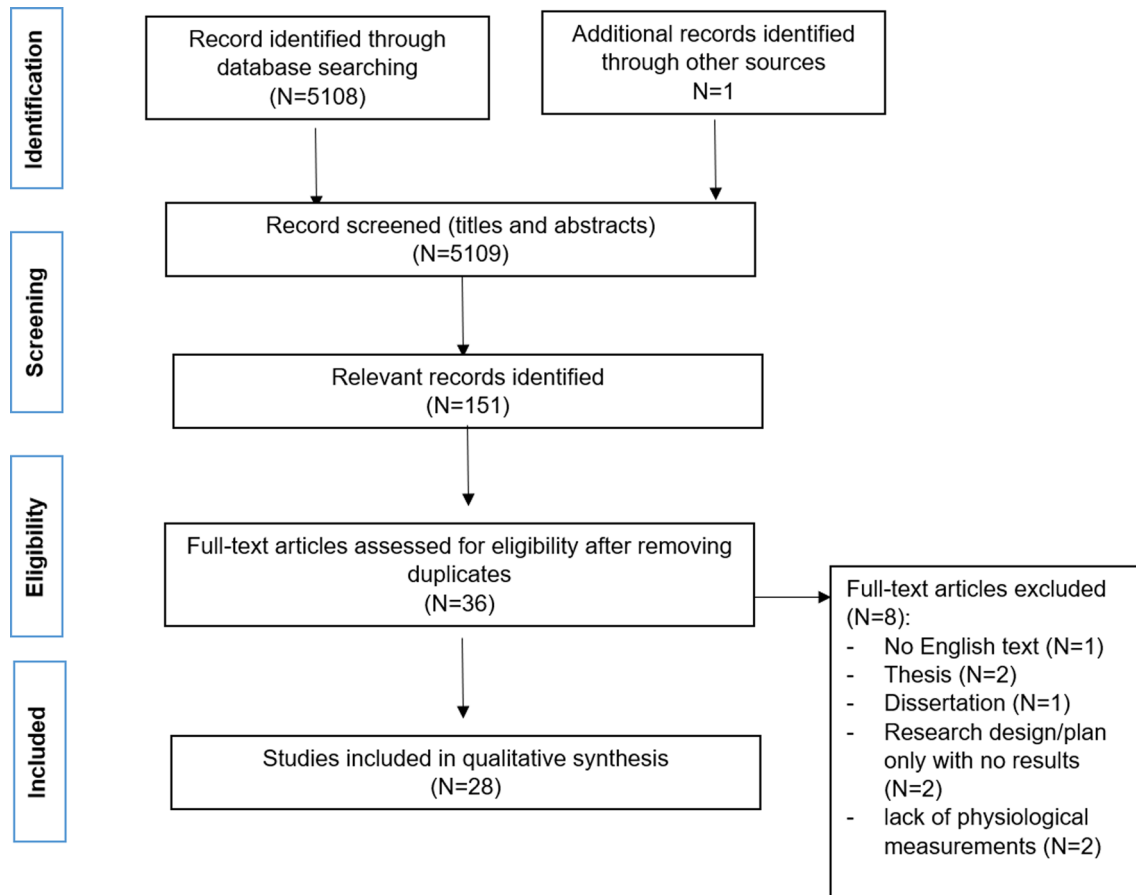 Identification
Record identified through
database searching
(N=5108)
Additional records identified
through other sources
N=1
Screening
Record screened (titles and abstracts)
(N=5109)
Relevant records identified
(N=151)
Eligibility
Full-text articles assessed for eligibility after removing
duplicates
(N=36)
Full-text articles excluded
(N=8):
- No English text (N=1)
- Thesis (N=2)
- Dissertation (N=1)
- Research design/plan
only with no results
(N=2)
- lack of physiological
measurements (N=2)
Included
Studies included in qualitative synthesis
(N=28)